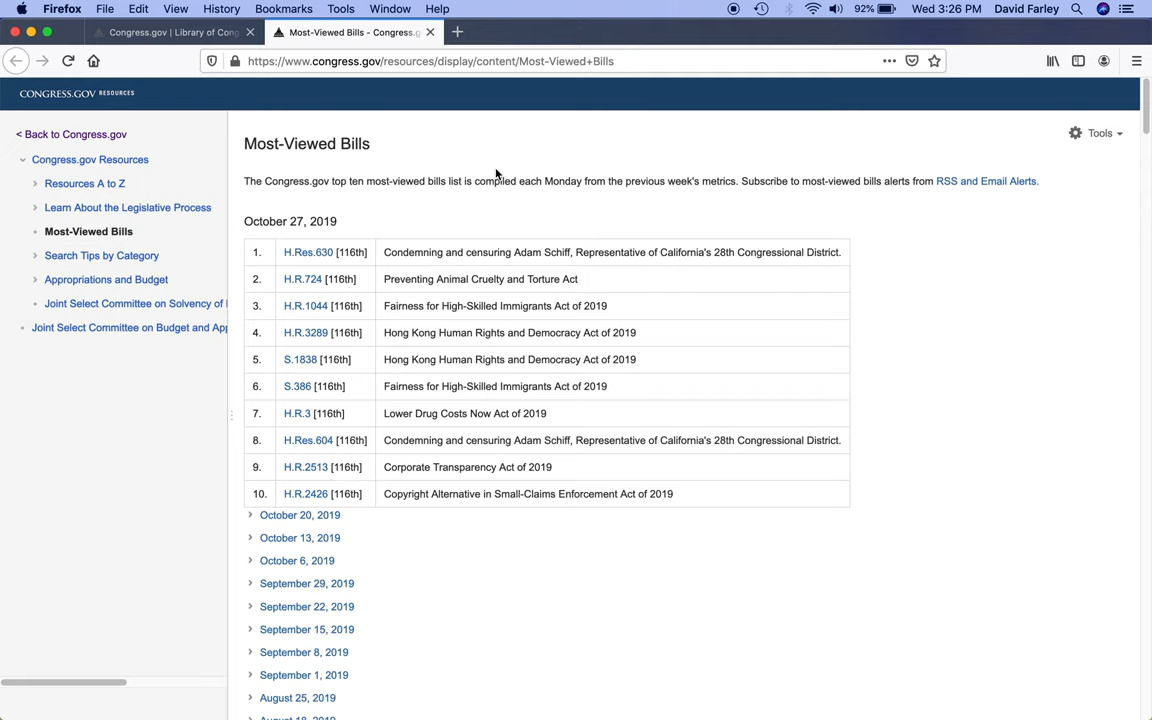 Firefox File Edit View History Bookmarks Tools Window Help 92% Wed 3:26 PM David Farley
Congress.gov | Library of Cong
Most-Viewed Bills - Congress.g
https://www.congress.gov/resources/display/content/Most-Viewed+Bills
CONGRESS.GOV RESOURCES
< Back to Congress.gov
Congress.gov Resources
Resources A to Z
Learn About the Legislative Process
Most-Viewed Bills
Search Tips by Category
Appropriations and Budget
Joint Select Committee on Solvency of
Joint Select Committee on Budget and App
Tools
Most-Viewed Bills
The Congress.gov top ten most-viewed bills list is compiled each Monday from the previous week's metrics. Subscribe to most-viewed bills alerts from RSS and Email Alerts.
October 27, 2019
1. H.Res.630 [116th] Condemning and censuring Adam Schiff, Representative of California's 28th Congressional District.
2. H.R.724 [116th] Preventing Animal Cruelty and Torture Act
3. H.R.1044 [116th] Fairness for High-Skilled Immigrants Act of 2019
4. H.R.3289 [116th] Hong Kong Human Rights and Democracy Act of 2019
5. S.1838 [116th] Hong Kong Human Rights and Democracy Act of 2019
6. S.386 [116th] Fairness for High-Skilled Immigrants Act of 2019
7. H.R.3 [116th] Lower Drug Costs Now Act of 2019
8. H.Res.604 [116th] Condemning and censuring Adam Schiff, Representative of California's 28th Congressional District.
9. H.R.2513 [116th] Corporate Transparency Act of 2019
10. H.R.2426 [116th] Copyright Alternative in Small-Claims Enforcement Act of 2019
October 20, 2019
October 13, 2019
October 6, 2019
September 29, 2019
September 22, 2019
September 15, 2019
September 8, 2019
September 1, 2019
August 25, 2019
August 18, 2019